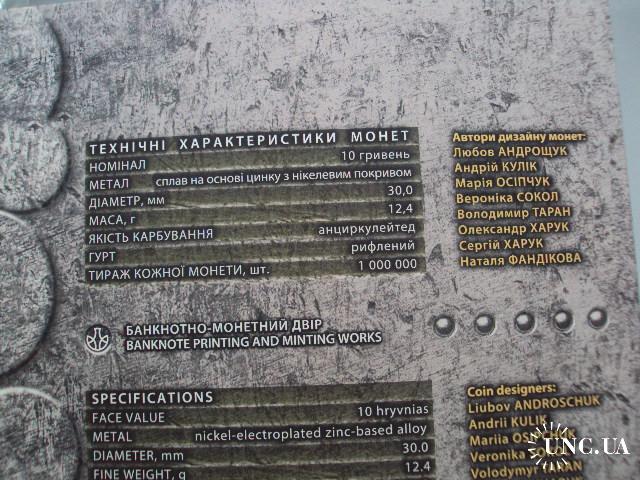 ТЕХНІЧНІ ХАРАКТЕРИСТИКИ МОНЕТ
НОМІНАЛ 10 гривень
МЕТАЛ сплав на основі цинку з нікелевим покривом
ДІАМЕТР, мм 30,0
МАСА, г 12,4
ЯКІСТЬ КАРБУВАННЯ анциркулейтед
ГУРТ рифлений
ТИРАЖ КОЖНОЇ МОНЕТИ, шт. 1 000 000
Автори дизайну монет:
Любов АНДРОЩУК
Андрій КУЛІК
Марія ОСІПЧУК
Вероніка СОКОЛ
Володимир ТАРАН
Олександр ХАРУК
Сергій ХАРУК
Наталя ФАНДІКОВА
БАНКНОТНО-МОНЕТНИЙ ДВІР
BANKNOTE PRINTING AND MINTING WORKS
SPECIFICATIONS
FACE VALUE 10 hryvnias
METAL nickel-electroplated zinc-based alloy
DIAMETER, mm 30.0
FINE WEIGHT, g 12.4
Coin designers:
Liubov ANDROSCHUK
Andrii KULIK
Mariia
Veronika
Volodymyr TARAN
UNC.UA